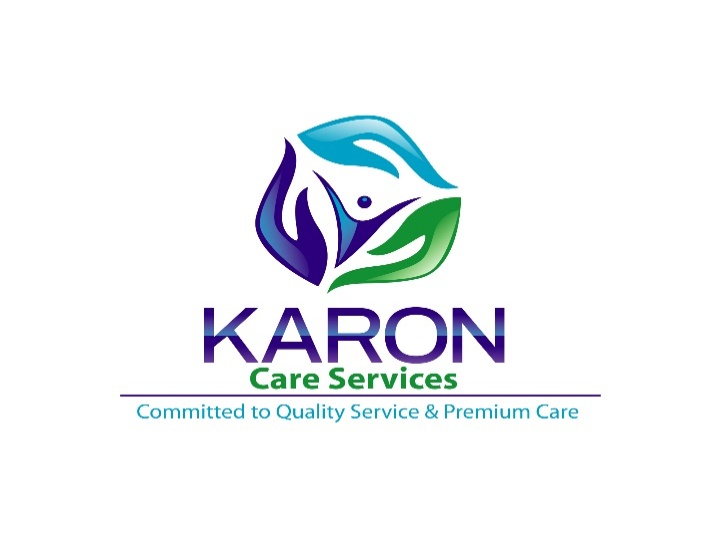 KARON
Care Services
Committed to Quality Service & Premium Care